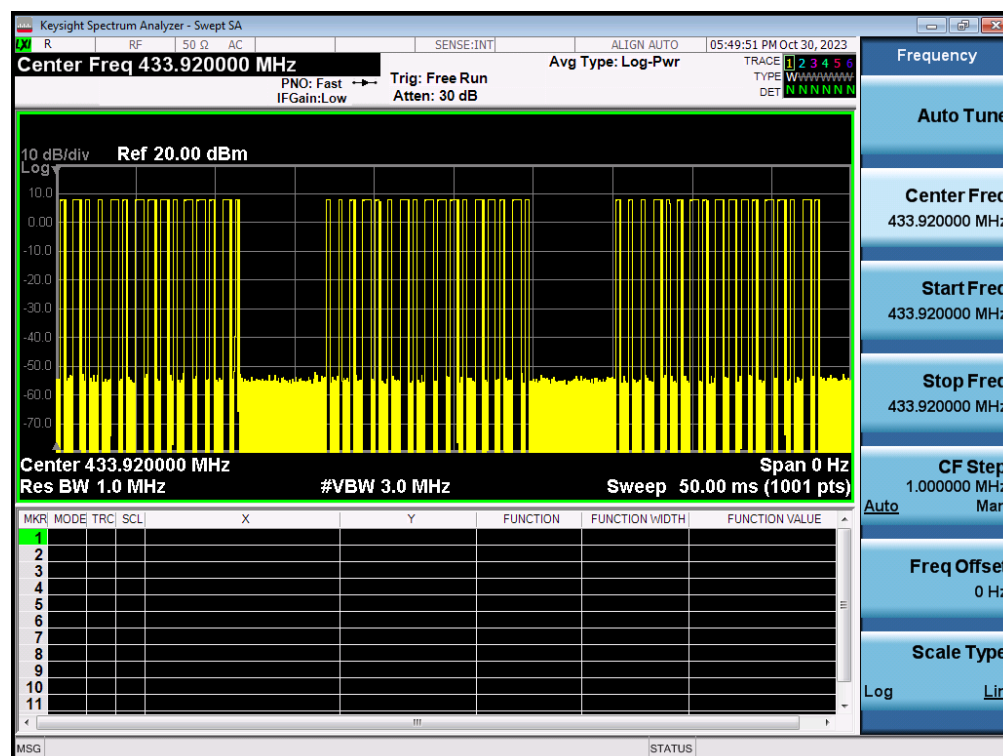 Keysight Spectrum Analyzer - Swept SA
LXI R RF 50 Ω AC SENSE:INT ALIGN AUTO 05:49:51 PM Oct 30, 2023
Center Freq 433.920000 MHz
PNO: Fast
IFGain:Low
Trig: Free Run
Atten: 30 dB
Avg Type: Log-Pwr
TRACE 1 2 3 4 5 6
TYPE WWWWWW
DET N N N N N N
10 dB/div Ref 20.00 dBm
Log
10.0
0.00
-10.0
-20.0
-30.0
-40.0
-50.0
-60.0
-70.0
Center 433.920000 MHz Span 0 Hz
Res BW 1.0 MHz #VBW 3.0 MHz Sweep 50.00 ms (1001 pts)
MKR MODE TRC SCL X Y FUNCTION FUNCTION WIDTH FUNCTION VALUE
1
2
3
4
5
6
7
8
9
10
11
MSG STATUS
Frequency
Auto Tune
Center Freq
433.920000 MHz
Start Freq
433.920000 MHz
Stop Freq
433.920000 MHz
CF Step
1.000000 MHz
Auto Man
Freq Offset
0 Hz
Scale Type
Log Lin